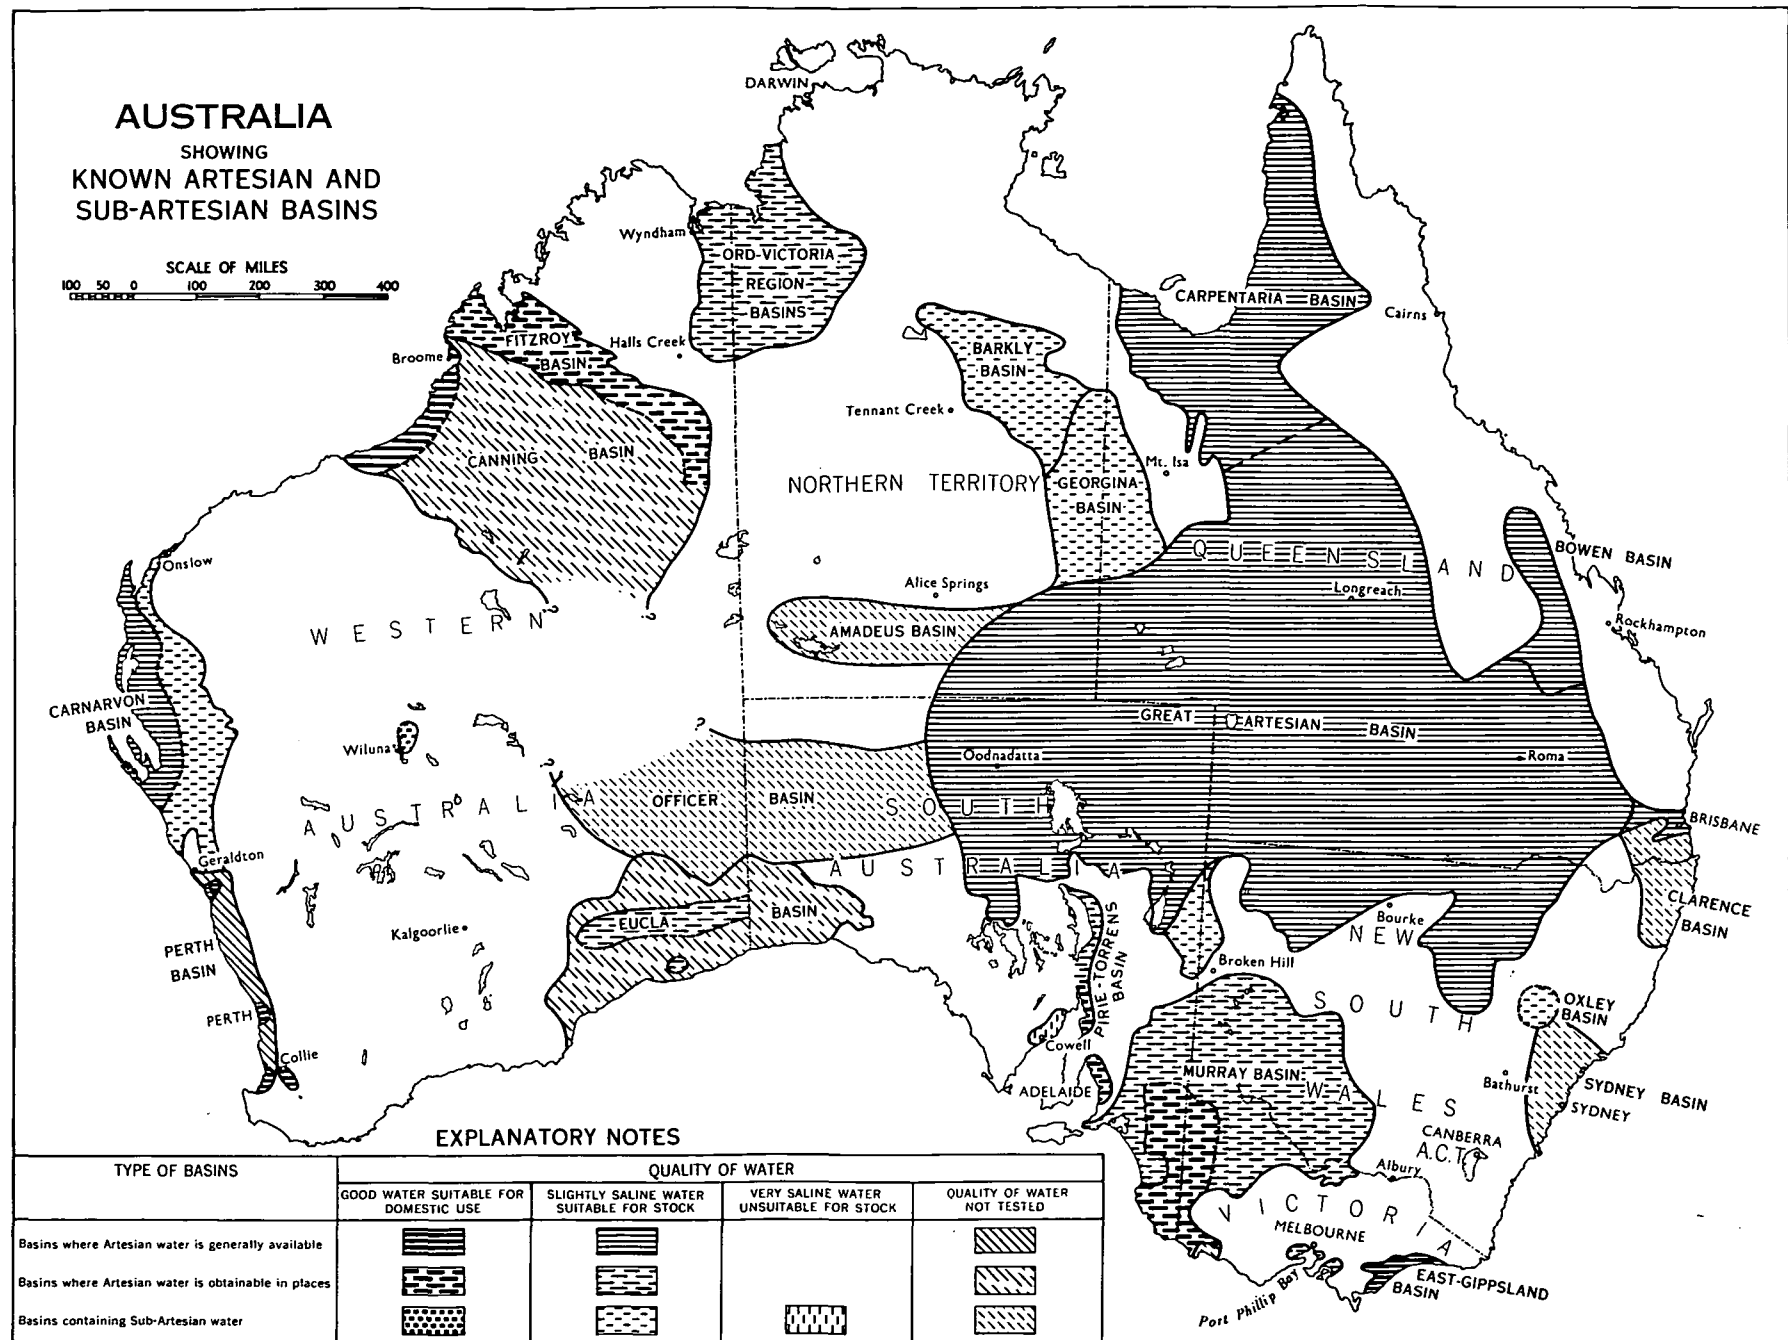 AUSTRALIA
SHOWING
KNOWN ARTESIAN AND
SUB-ARTESIAN BASINS
SCALE OF MILES
100 50 0 100 200 300 400
DARWIN
Wyndham
ORD-VICTORIA
REGION
BASINS
CARPENTARIA BASIN
Cairns
FITZROY
BASIN
Halls Creek
Broome
BARKLY
BASIN
Tennant Creek
CANNING BASIN
Mt. Isa
NORTHERN TERRITORY
GEORGINA
BASIN
QUEENSLAND
BOWEN BASIN
Onslow
Alice Springs
Longreach
Rockhampton
WESTERN
?
?
AMADEUS BASIN
CARNARVON
BASIN
GREAT ARTESIAN BASIN
?
Wiluna
Oodnadatta
Roma
?
AUSTRALIA
OFFICER BASIN
SOUTH
BRISBANE
Geraldton
AUSTRALIA
EUCLA BASIN
CLARENCE
BASIN
Bourke
Kalgoorlie
NEW
PERTH
BASIN
PIRIE-TORRENS
BASIN
Broken Hill
SOUTH
OXLEY
BASIN
PERTH
Cowell
Collie
MURRAY BASIN
WALES
Bathurst
SYDNEY BASIN
SYDNEY
ADELAIDE
CANBERRA
A.C.T
Albury
VICTORIA
MELBOURNE
EAST-GIPPSLAND
BASIN
Port Phillip Bay
EXPLANATORY NOTES
TYPE OF BASINS
QUALITY OF WATER
GOOD WATER SUITABLE FOR
DOMESTIC USE
SLIGHTLY SALINE WATER
SUITABLE FOR STOCK
VERY SALINE WATER
UNSUITABLE FOR STOCK
QUALITY OF WATER
NOT TESTED
Basins where Artesian water is generally available
Basins where Artesian water is obtainable in places
Basins containing Sub-Artesian water